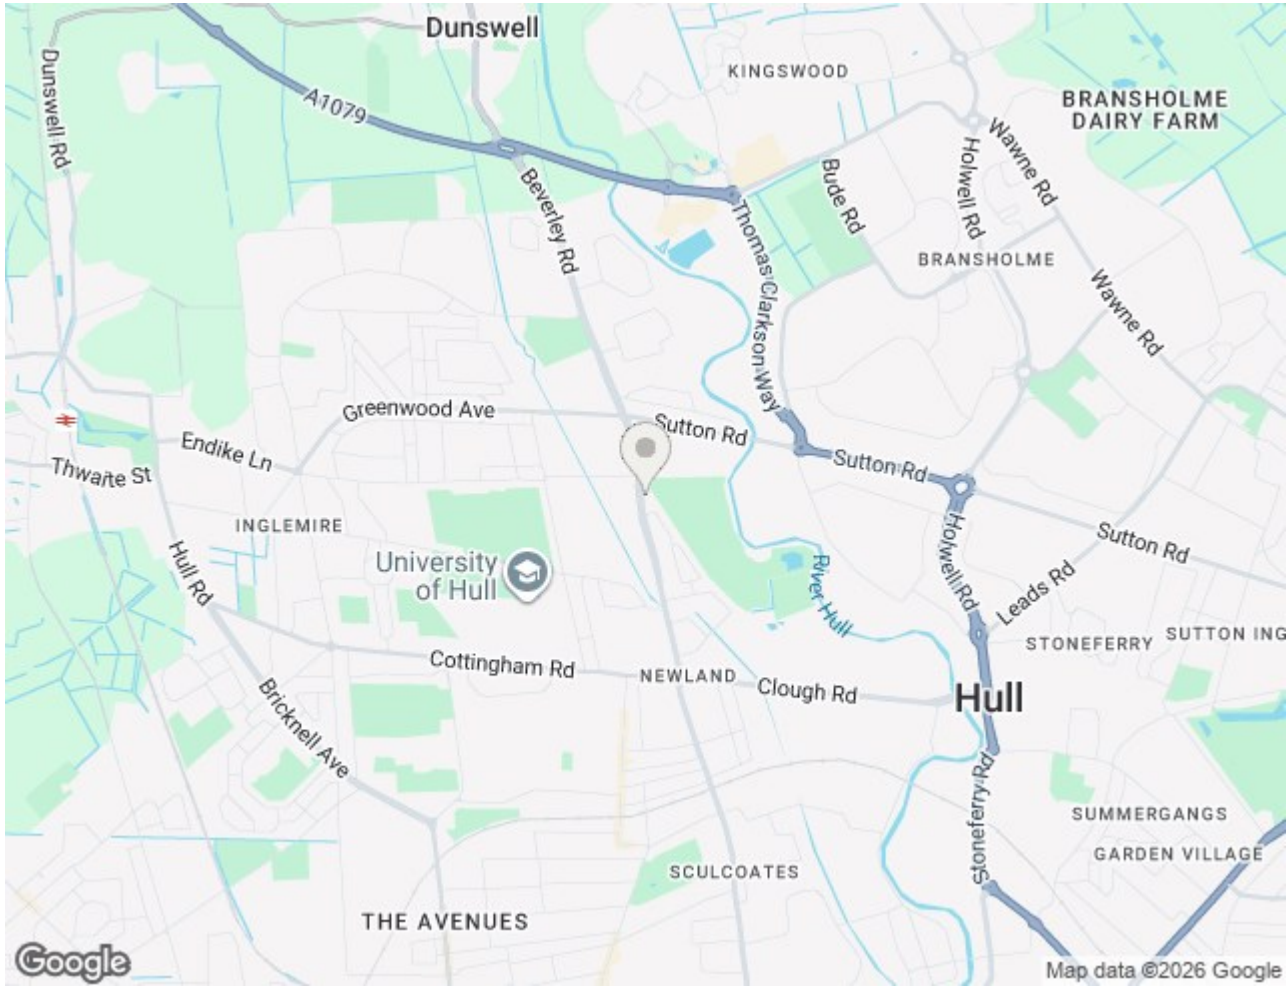 Dunswell
KINGSWOOD
BRANSHOLME
DAIRY FARM
Dunswell Rd
A1079
Wawne Rd
Holwell Rd
Bude Rd
Beverley Rd
Thomas Clarkson Way
BRANSHOLME
Wawne Rd
Greenwood Ave
Sutton Rd
Endike Ln
Sutton Rd
Thwaite St
INGLEMIRE
Holwell Rd
Sutton Rd
University
of Hull
Hull Rd
River Hull
Leads Rd
STONEFERRY
SUTTON ING
Cottingham Rd
NEWLAND
Clough Rd
Hull
Bricknell Ave
Stoneferry Rd
SUMMERGANGS
GARDEN VILLAGE
SCULCOATES
THE AVENUES
Google
Map data ©2026 Google